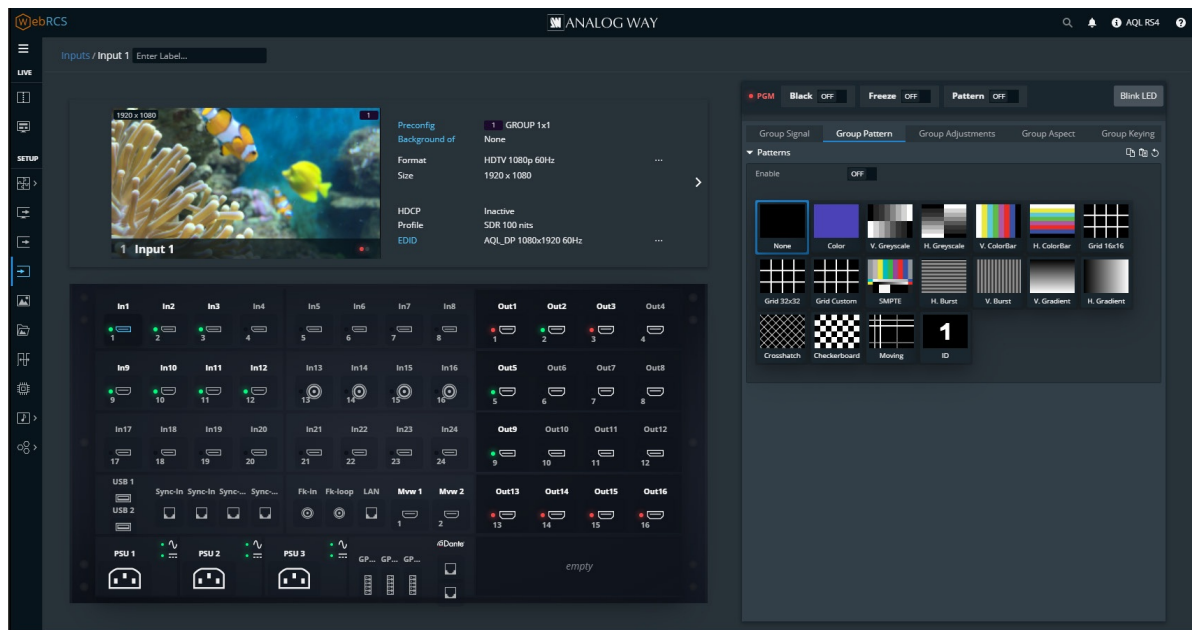 WebRCS
ANALOG WAY
AQL RS4
LIVE
SETUP
Inputs / Input 1 Enter Label...
1920 x 1080
1
1 Input 1
Preconfig 1 GROUP 1x1
Background of None
Format HDTV 1080p 60Hz ...
Size 1920 x 1080
HDCP Inactive
Profile SDR 100 nits
EDID AQL_DP 1080x1920 60Hz ...
In1 In2 In3 In4 In5 In6 In7 In8 Out1 Out2 Out3 Out4
1 2 3 4 5 6 7 8 1 2 3 4
In9 In10 In11 In12 In13 In14 In15 In16 Out5 Out6 Out7 Out8
9 10 11 12 13 14 15 16 5 6 7 8
In17 In18 In19 In20 In21 In22 In23 In24 Out9 Out10 Out11 Out12
17 18 19 20 21 22 23 24 9 10 11 12
USB 1
Sync-In Sync-In Sync-... Sync-... Fk-in Fk-loop LAN Mvw 1 Mvw 2 Out13 Out14 Out15 Out16
USB 2
1 2 13 14 15 16
PSU 1 PSU 2 PSU 3 GP... GP... GP... Dante
empty
PGM Black OFF Freeze OFF Pattern OFF Blink LED
Group Signal Group Pattern Group Adjustments Group Aspect Group Keying
Patterns
Enable OFF
None Color V. Greyscale H. Greyscale V. ColorBar H. ColorBar Grid 16x16
Grid 32x32 Grid Custom SMPTE H. Burst V. Burst V. Gradient H. Gradient
1
Crosshatch Checkerboard Moving ID